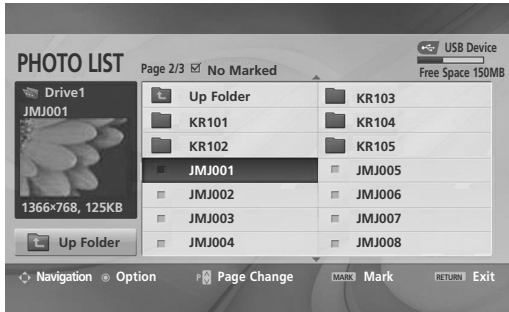 USB Device
PHOTO LIST
Page 2/3 No Marked
Free Space 150MB
Drive1
JMJ001
1366×768, 125KB
Up Folder
Up Folder
KR101
KR102
JMJ001
JMJ002
JMJ003
JMJ004
KR103
KR104
KR105
JMJ005
JMJ006
JMJ007
JMJ008
Navigation Option P Page Change MARK Mark RETURN Exit